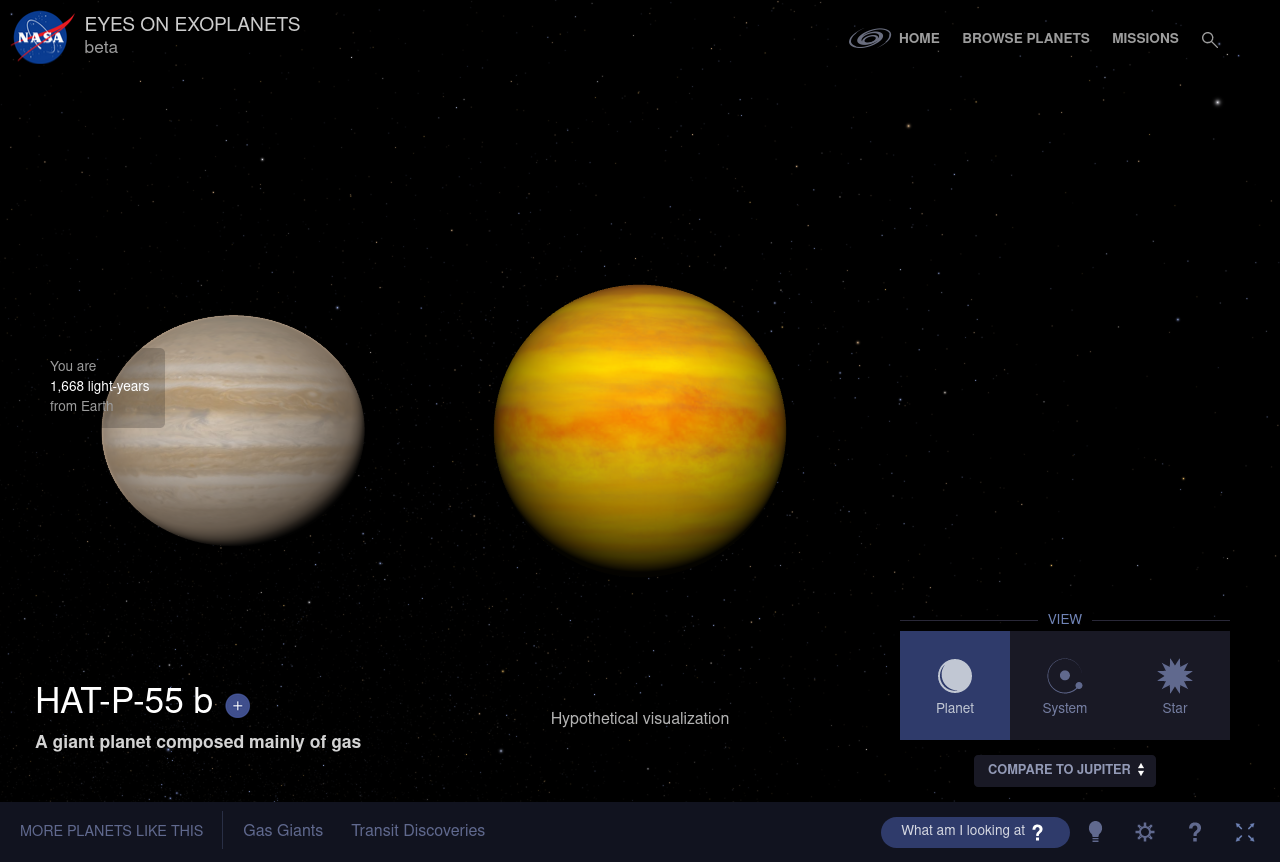 NASA
EYES ON EXOPLANETS
beta
HOME
BROWSE PLANETS
MISSIONS
You are
1,668 light-years
from Earth
VIEW
Planet
System
Star
HAT-P-55 b +
A giant planet composed mainly of gas
Hypothetical visualization
COMPARE TO JUPITER
MORE PLANETS LIKE THIS
Gas Giants
Transit Discoveries
What am I looking at ?
?